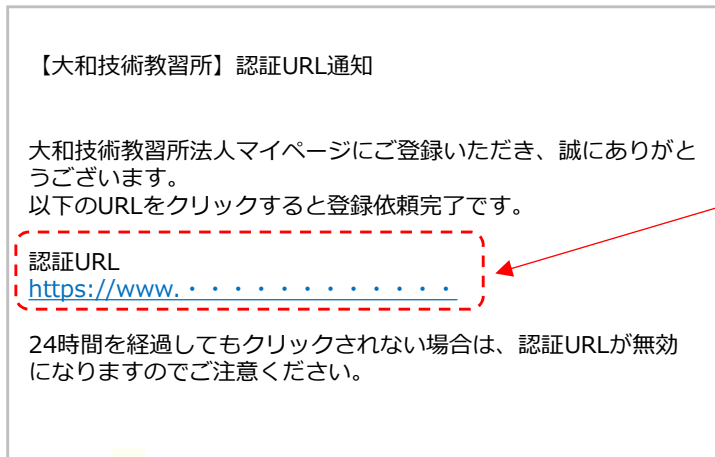 【大和技術教習所】認証URL通知
大和技術教習所法人マイページにご登録いただき、誠にありがと
うございます。
以下のURLをクリックすると登録依頼完了です。
認証URL
https://www.・・・・・・・・・・・・
24時間を経過してもクリックされない場合は、認証URLが無効
になりますのでご注意ください。